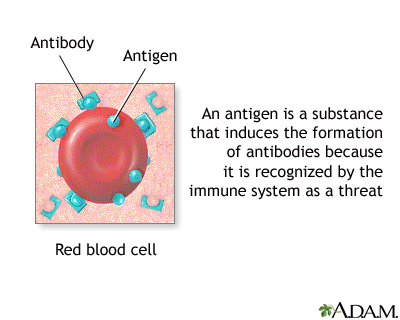 Antibody
Antigen
An antigen is a substance
that induces the formation
of antibodies because
it is recognized by the
immune system as a threat
Red blood cell
ADAM.